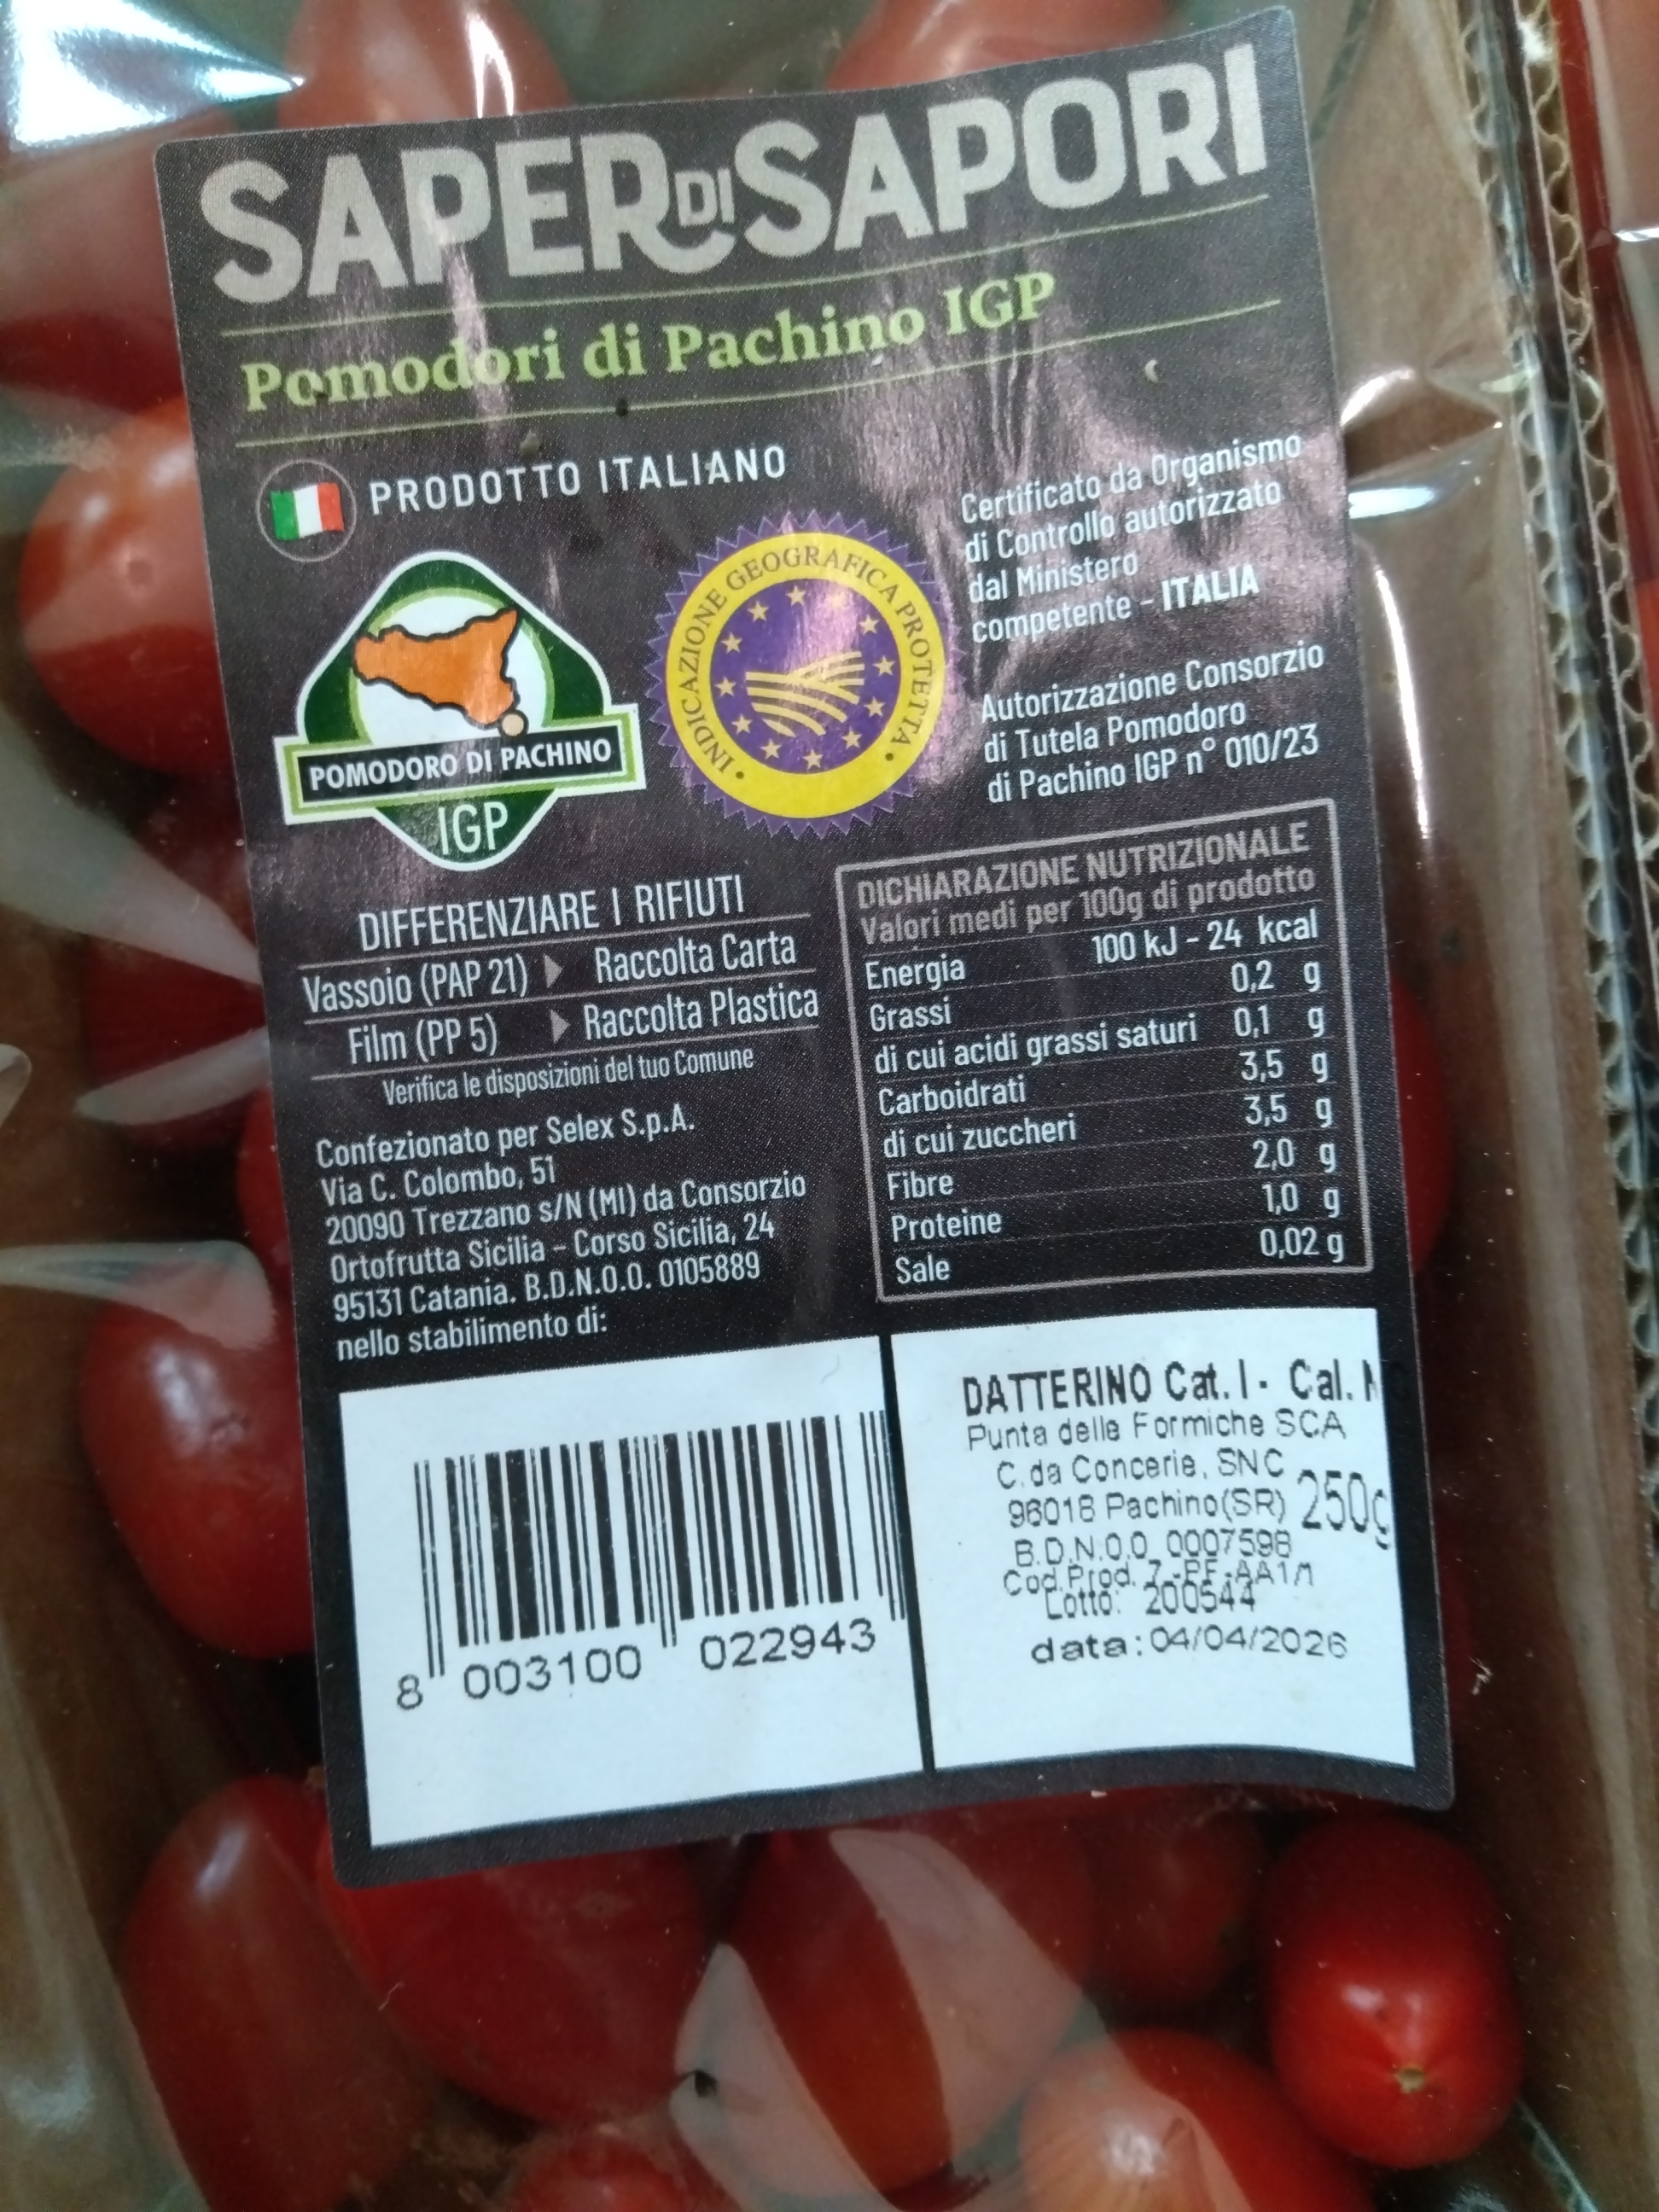 SAPER DI SAPORI
Pomodori di Pachino IGP
PRODOTTO ITALIANO
Certificato da Organismo
di Controllo autorizzato
dal Ministero
competente - ITALIA
Autorizzazione Consorzio
di Tutela Pomodoro
di Pachino IGP n° 010/23
POMODORO DI PACHINO
IGP
INDICAZIONE GEOGRAFICA PROTETTA
DIFFERENZIARE I RIFIUTI
Vassoio (PAP 21) Raccolta Carta
Film (PP 5) Raccolta Plastica
Verifica le disposizioni del tuo Comune
Confezionato per Selex S.p.A.
Via C. Colombo, 51
20090 Trezzano s/N (MI) da Consorzio
Ortofrutta Sicilia – Corso Sicilia, 24
95131 Catania. B.D.N.O.O. 0105889
nello stabilimento di:
DICHIARAZIONE NUTRIZIONALE
Valori medi per 100g di prodotto
Energia 100 kJ - 24 kcal
Grassi 0,2 g
di cui acidi grassi saturi 0,1 g
Carboidrati 3,5 g
di cui zuccheri 3,5 g
Fibre 2,0 g
Proteine 1,0 g
Sale 0,02 g
8 003100 022943
DATTERINO Cat. I - Cal.
Punta delle Formiche SCA
C.da Concerie, SNC
96018 Pachino(SR) 250g
B.D.N.O.O. 0007598
Cod.Prod.
Lotto: 200544
data:04/04/2026